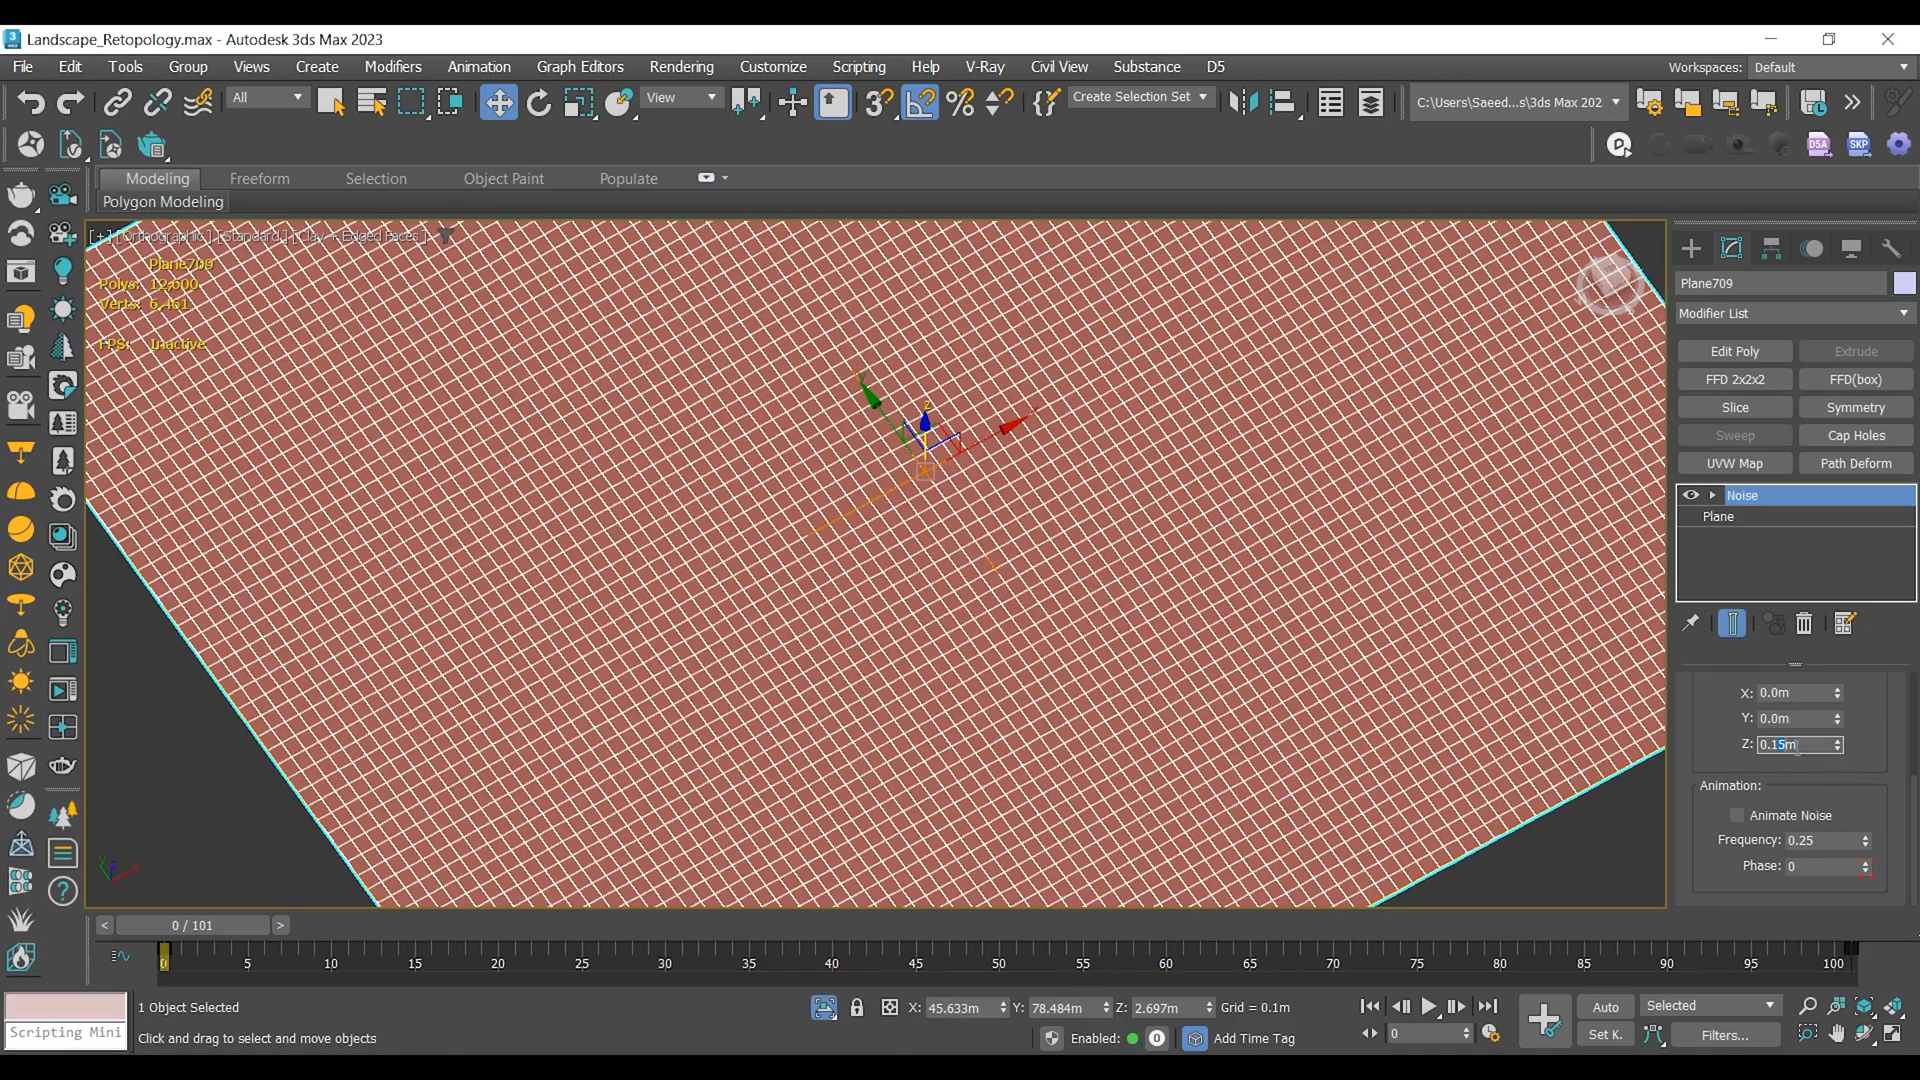 Landscape_Retopology.max - Autodesk 3ds Max 2023
File Edit Tools Group Views Create Modifiers Animation Graph Editors Rendering Customize Scripting Help V-Ray Civil View Substance D5
Workspaces: Default
All
View
Create Selection Set
C:\Users\Saeed...s\3ds Max 202
D5A
SKP
Modeling Freeform Selection Object Paint Populate
Polygon Modeling
[+] [Orthographic] [Standard] [Clay + Edged Faces]
Plane709
Polys: 12,600
Verts: 6,461
FPS: Inactive
Plane709
Modifier List
Edit Poly Extrude
FFD 2x2x2 FFD(box)
Slice Symmetry
Sweep Cap Holes
UVW Map Path Deform
Noise
Plane
X: 0.0m
Y: 0.0m
Z: 0.15m
Animation:
Animate Noise
Frequency: 0.25
Phase: 0
0 / 101
0 5 10 15 20 25 30 35 40 45 50 55 60 65 70 75 80 85 90 95 100
1 Object Selected
X: 45.633m Y: 78.484m Z: 2.697m Grid = 0.1m
Auto Selected
Scripting Mini
Click and drag to select and move objects
Enabled: 0 Add Time Tag
0
Set K. Filters...